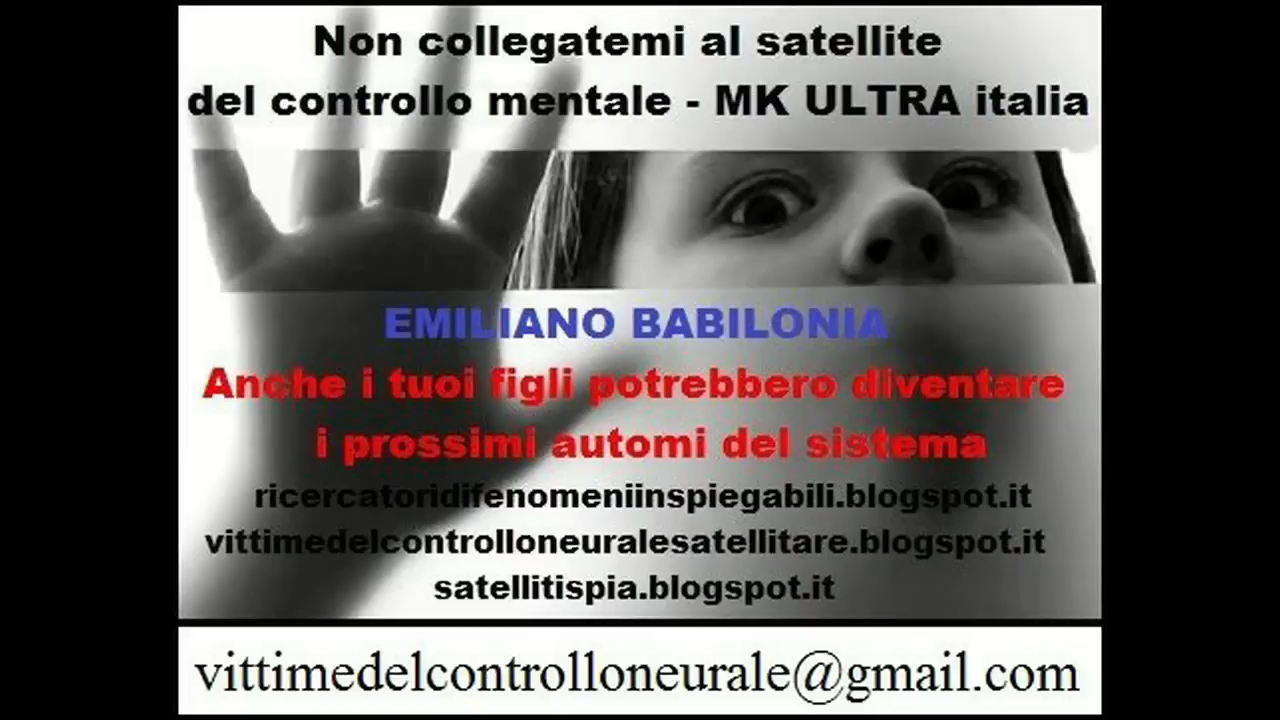 Non collegatemi al satellite
del controllo mentale - MK ULTRA italia
EMILIANO BABILONIA
Anche i tuoi figli potrebbero diventare
i prossimi automi del sistema
ricercatoridifenomeniinspiegabili.blogspot.it
vittimedelcontrolloneuralesatellitare.blogspot.it
satellitispia.blogspot.it
vittimedelcontrolloneurale@gmail.com